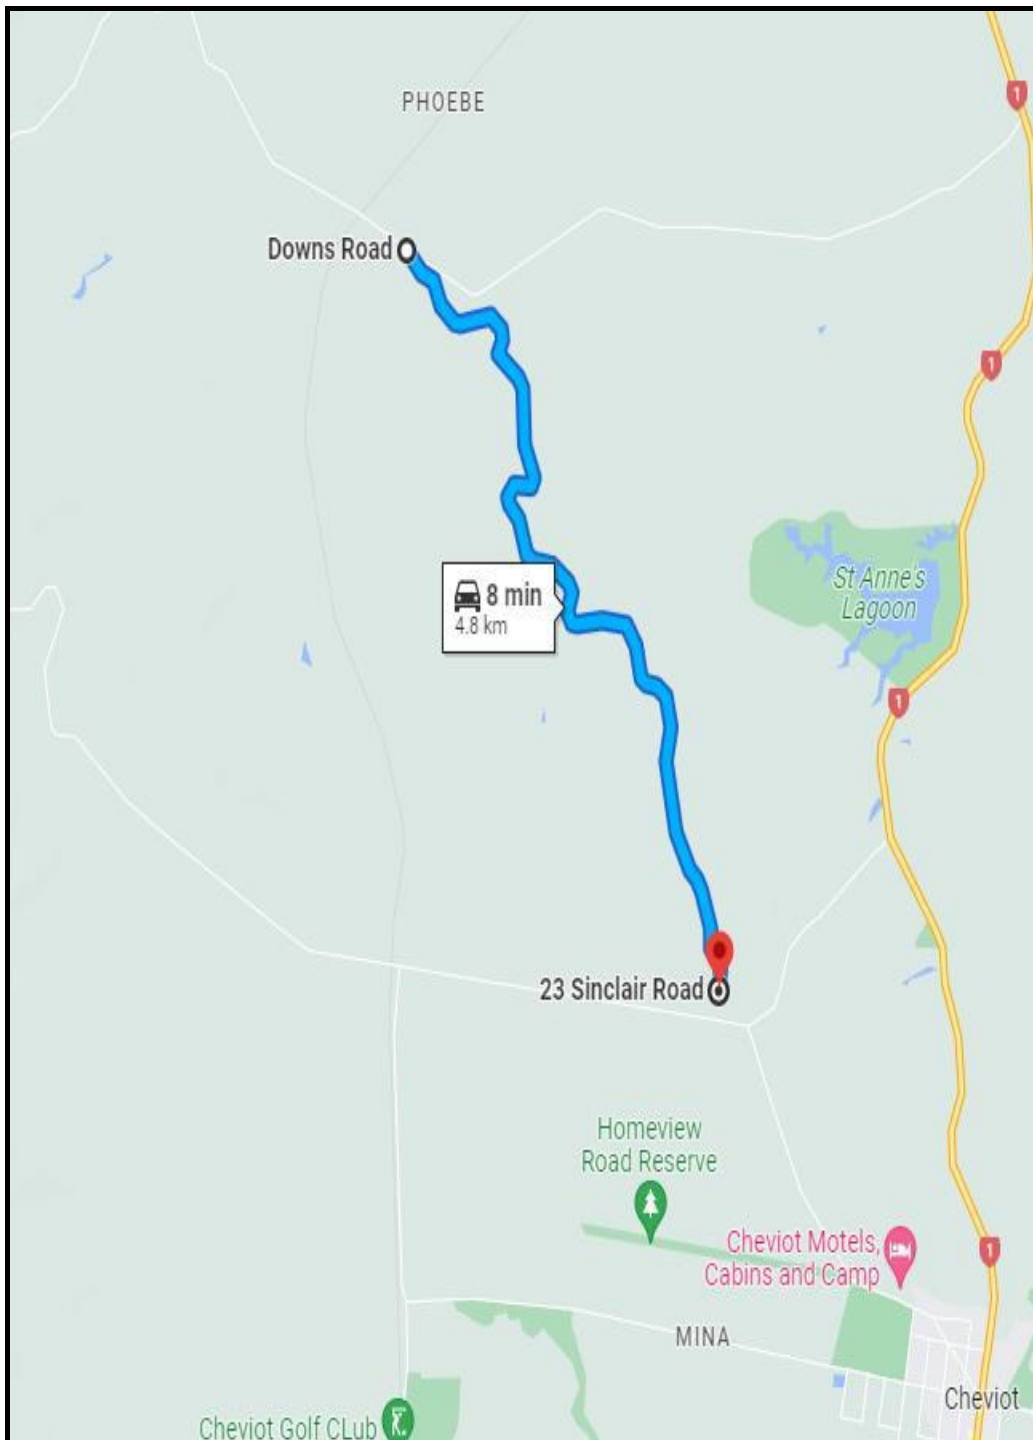 1
PHOEBE
Downs Road
1
St Anne's
Lagoon
8 min
4.8 km
1
23 Sinclair Road
Homeview
Road Reserve
Cheviot Motels,
Cabins and Camp
1
MINA
Cheviot
Cheviot Golf CLub